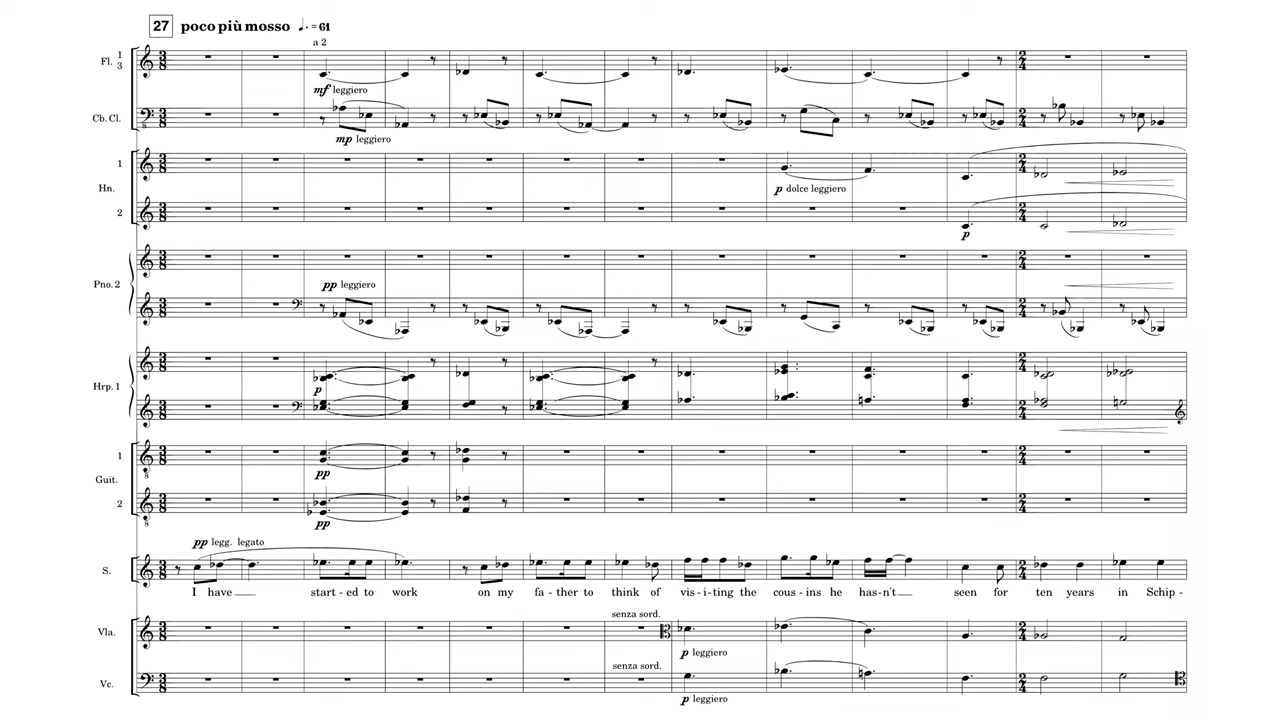 27 poco più mosso ♩. = 61
a 2
Fl. 1 3
mf leggiero
Cb. Cl.
mp leggiero
1
Hn.
p dolce leggiero
2
p
Pno. 2
pp leggiero
Hrp. 1
p
1
Guit.
pp
2
pp
pp legg. legato
S.
I have started to work on my fa-ther to think of vis-i-ting the cous-ins he has-n't seen for ten years in Schip-
senza sord.
Vla.
p leggiero
senza sord.
Vc.
p leggiero